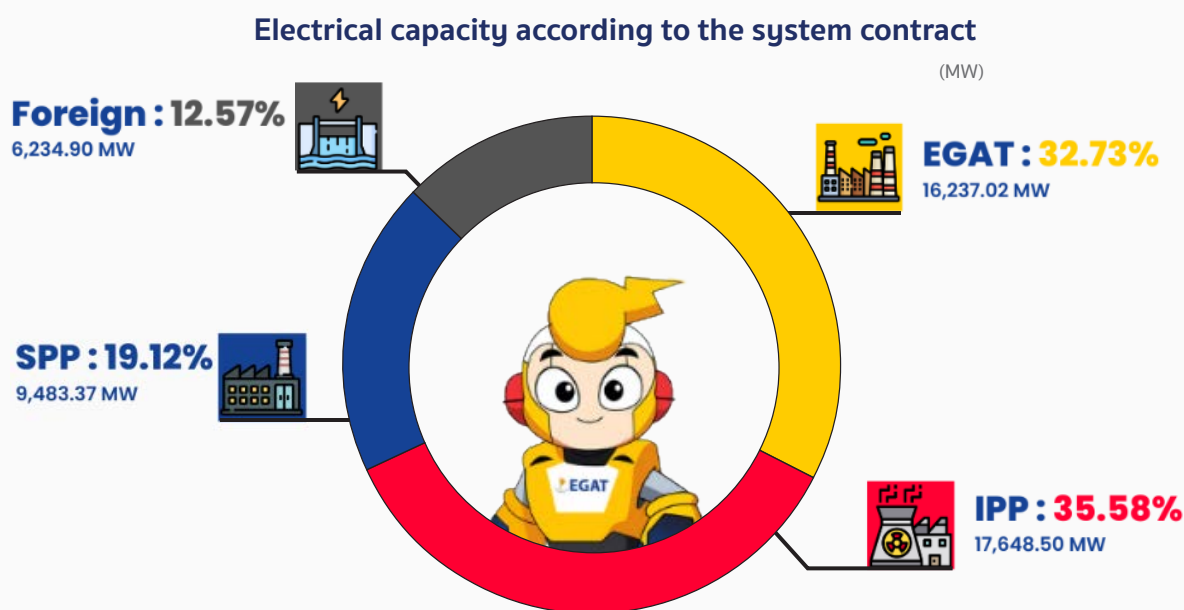 Electrical capacity according to the system contract
(MW)
Foreign : 12.57%
6,234.90 MW
EGAT : 32.73%
16,237.02 MW
SPP : 19.12%
9,483.37 MW
EGAT
IPP : 35.58%
17,648.50 MW